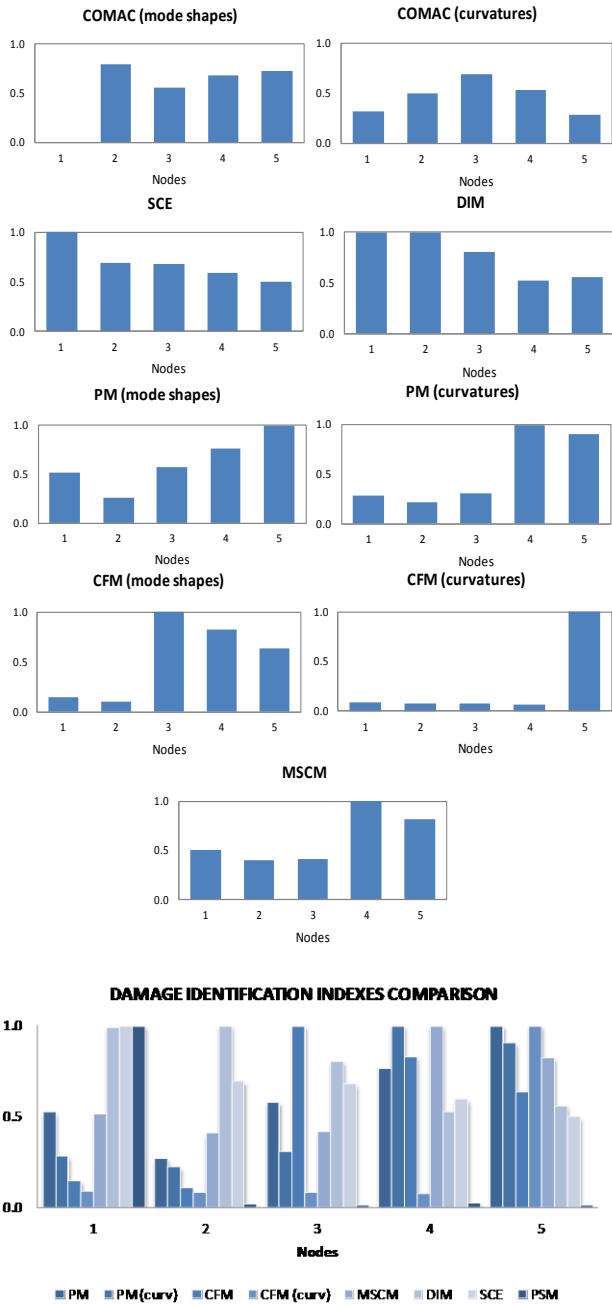 COMAC (mode shapes)
1.0
0.5
0.0
1 2 3 4 5
Nodes
COMAC (curvatures)
1.0
0.5
0.0
1 2 3 4 5
Nodes
SCE
1.0
0.5
0.0
1 2 3 4 5
Nodes
DIM
1.0
0.5
0.0
1 2 3 4 5
Nodes
PM (mode shapes)
1.0
0.5
0.0
1 2 3 4 5
Nodes
PM (curvatures)
1.0
0.5
0.0
1 2 3 4 5
Nodes
CFM (mode shapes)
1.0
0.5
0.0
1 2 3 4 5
Nodes
CFM (curvatures)
1.0
0.5
0.0
1 2 3 4 5
Nodes
MSCM
1.0
0.5
0.0
1 2 3 4 5
Nodes
DAMAGE IDENTIFICATION INDEXES COMPARISON
1.0
0.5
0.0
1 2 3 4 5
Nodes
PM PM (curv) CFM CFM (curv) MSCM DIM SCE PSM